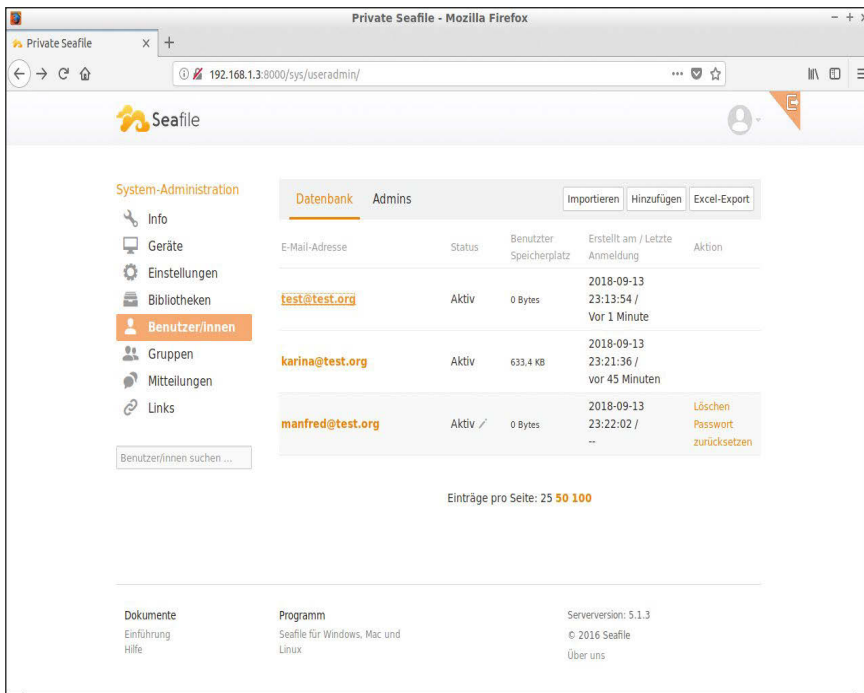 Private Seafile - Mozilla Firefox
Private Seafile
192.168.1.3:8000/sys/useradmin/
Seafile
System-Administration
Info
Geräte
Einstellungen
Bibliotheken
Benutzer/innen
Gruppen
Mitteilungen
Links
Benutzer/innen suchen ...
Datenbank Admins Importieren Hinzufügen Excel-Export
E-Mail-Adresse Status Benutzter Speicherplatz Erstellt am / Letzte Anmeldung Aktion
test@test.org Aktiv 0 Bytes 2018-09-13 23:13:54 / Vor 1 Minute
karina@test.org Aktiv 633,4 KB 2018-09-13 23:21:36 / vor 45 Minuten
manfred@test.org Aktiv 0 Bytes 2018-09-13 23:22:02 / -- Löschen Passwort zurücksetzen
Einträge pro Seite: 25 50 100
Dokumente
Einführung
Hilfe
Programm
Seafile für Windows, Mac und
Linux
Serverversion: 5.1.3
© 2016 Seafile
Über uns